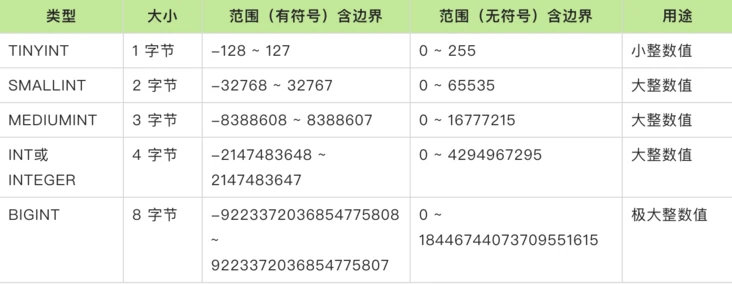 类型 大小 范围（有符号）含边界 范围（无符号）含边界 用途
TINYINT 1 字节 -128 ~ 127 0 ~ 255 小整数值
SMALLINT 2 字节 -32768 ~ 32767 0 ~ 65535 大整数值
MEDIUMINT 3 字节 -8388608 ~ 8388607 0 ~ 16777215 大整数值
INT或 4 字节 -2147483648 ~ 0 ~ 4294967295 大整数值
INTEGER 2147483647
BIGINT 8 字节 -9223372036854775808 0 ~ 极大整数值
~ 18446744073709551615
9223372036854775807